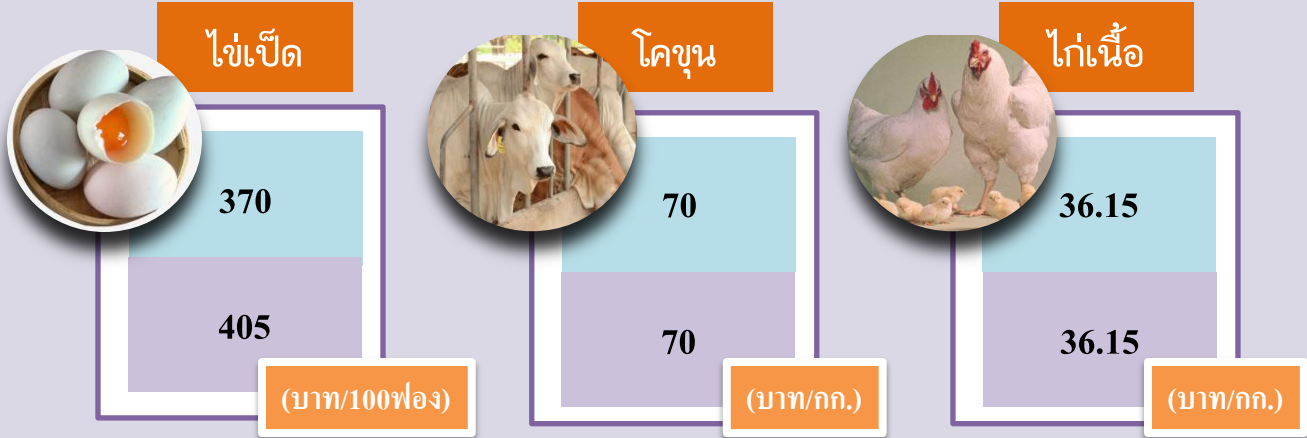 ไข่เป็ด
370
405
(บาท/100ฟอง)
โคขุน
70
70
(บาท/กก.)
ไก่เนื้อ
36.15
36.15
(บาท/กก.)